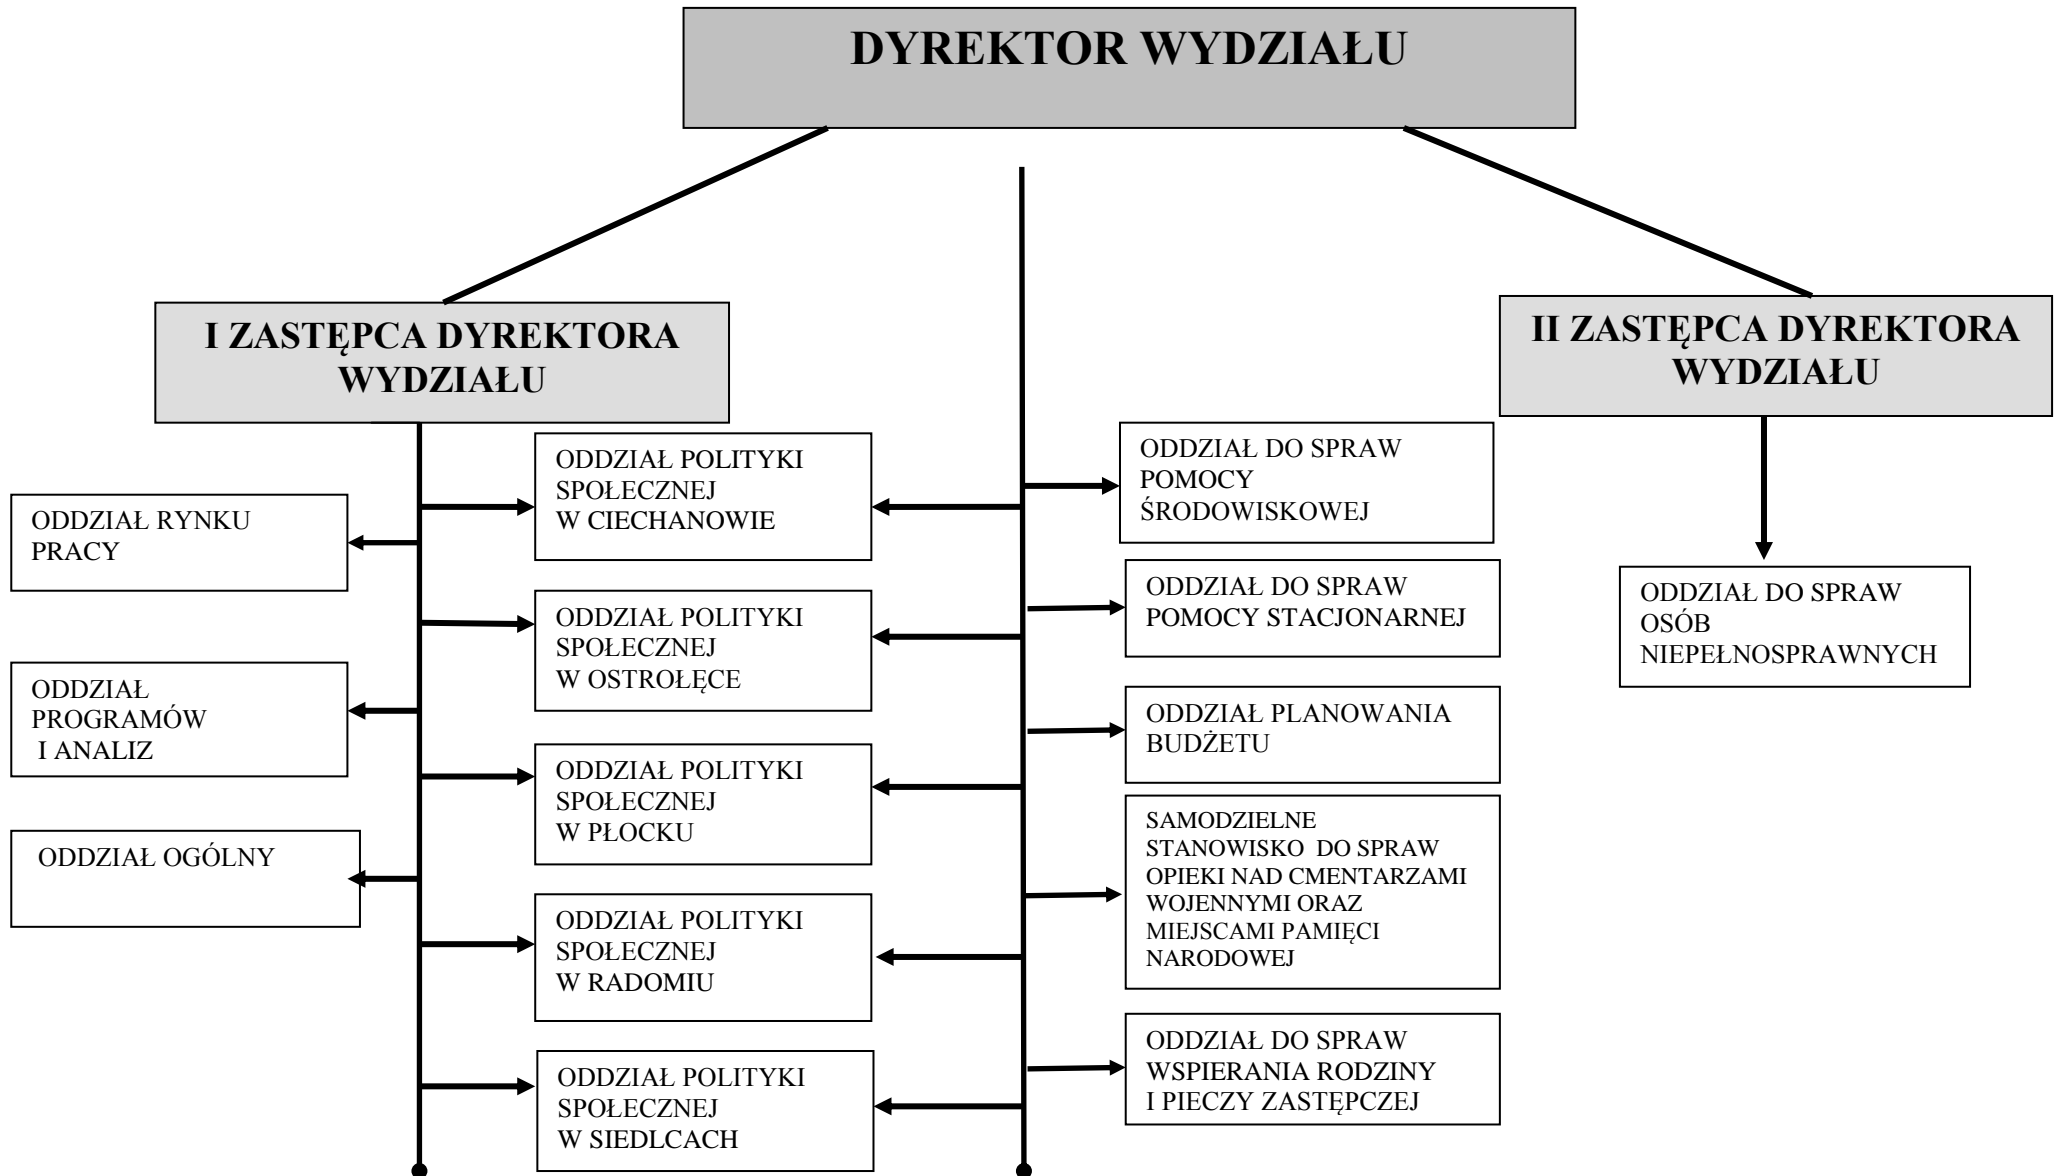 DYREKTOR WYDZIAŁU
I ZASTĘPCA DYREKTORA
WYDZIAŁU
II ZASTĘPCA DYREKTORA
WYDZIAŁU
ODDZIAŁ RYNKU
PRACY
ODDZIAŁ
PROGRAMÓW
I ANALIZ
ODDZIAŁ OGÓLNY
ODDZIAŁ POLITYKI
SPOŁECZNEJ
W CIECHANOWIE
ODDZIAŁ POLITYKI
SPOŁECZNEJ
W OSTROŁĘCE
ODDZIAŁ POLITYKI
SPOŁECZNEJ
W PŁOCKU
ODDZIAŁ POLITYKI
SPOŁECZNEJ
W RADOMIU
ODDZIAŁ POLITYKI
SPOŁECZNEJ
W SIEDLCACH
ODDZIAŁ DO SPRAW
POMOCY
ŚRODOWISKOWEJ
ODDZIAŁ DO SPRAW
POMOCY STACJONARNEJ
ODDZIAŁ PLANOWANIA
BUDŻETU
SAMODZIELNE
STANOWISKO DO SPRAW
OPIEKI NAD CMENTARZAMI
WOJENNYMI ORAZ
MIEJSCAMI PAMIĘCI
NARODOWEJ
ODDZIAŁ DO SPRAW
WSPIERANIA RODZINY
I PIECZY ZASTĘPCZEJ
ODDZIAŁ DO SPRAW
OSÓB
NIEPEŁNOSPRAWNYCH